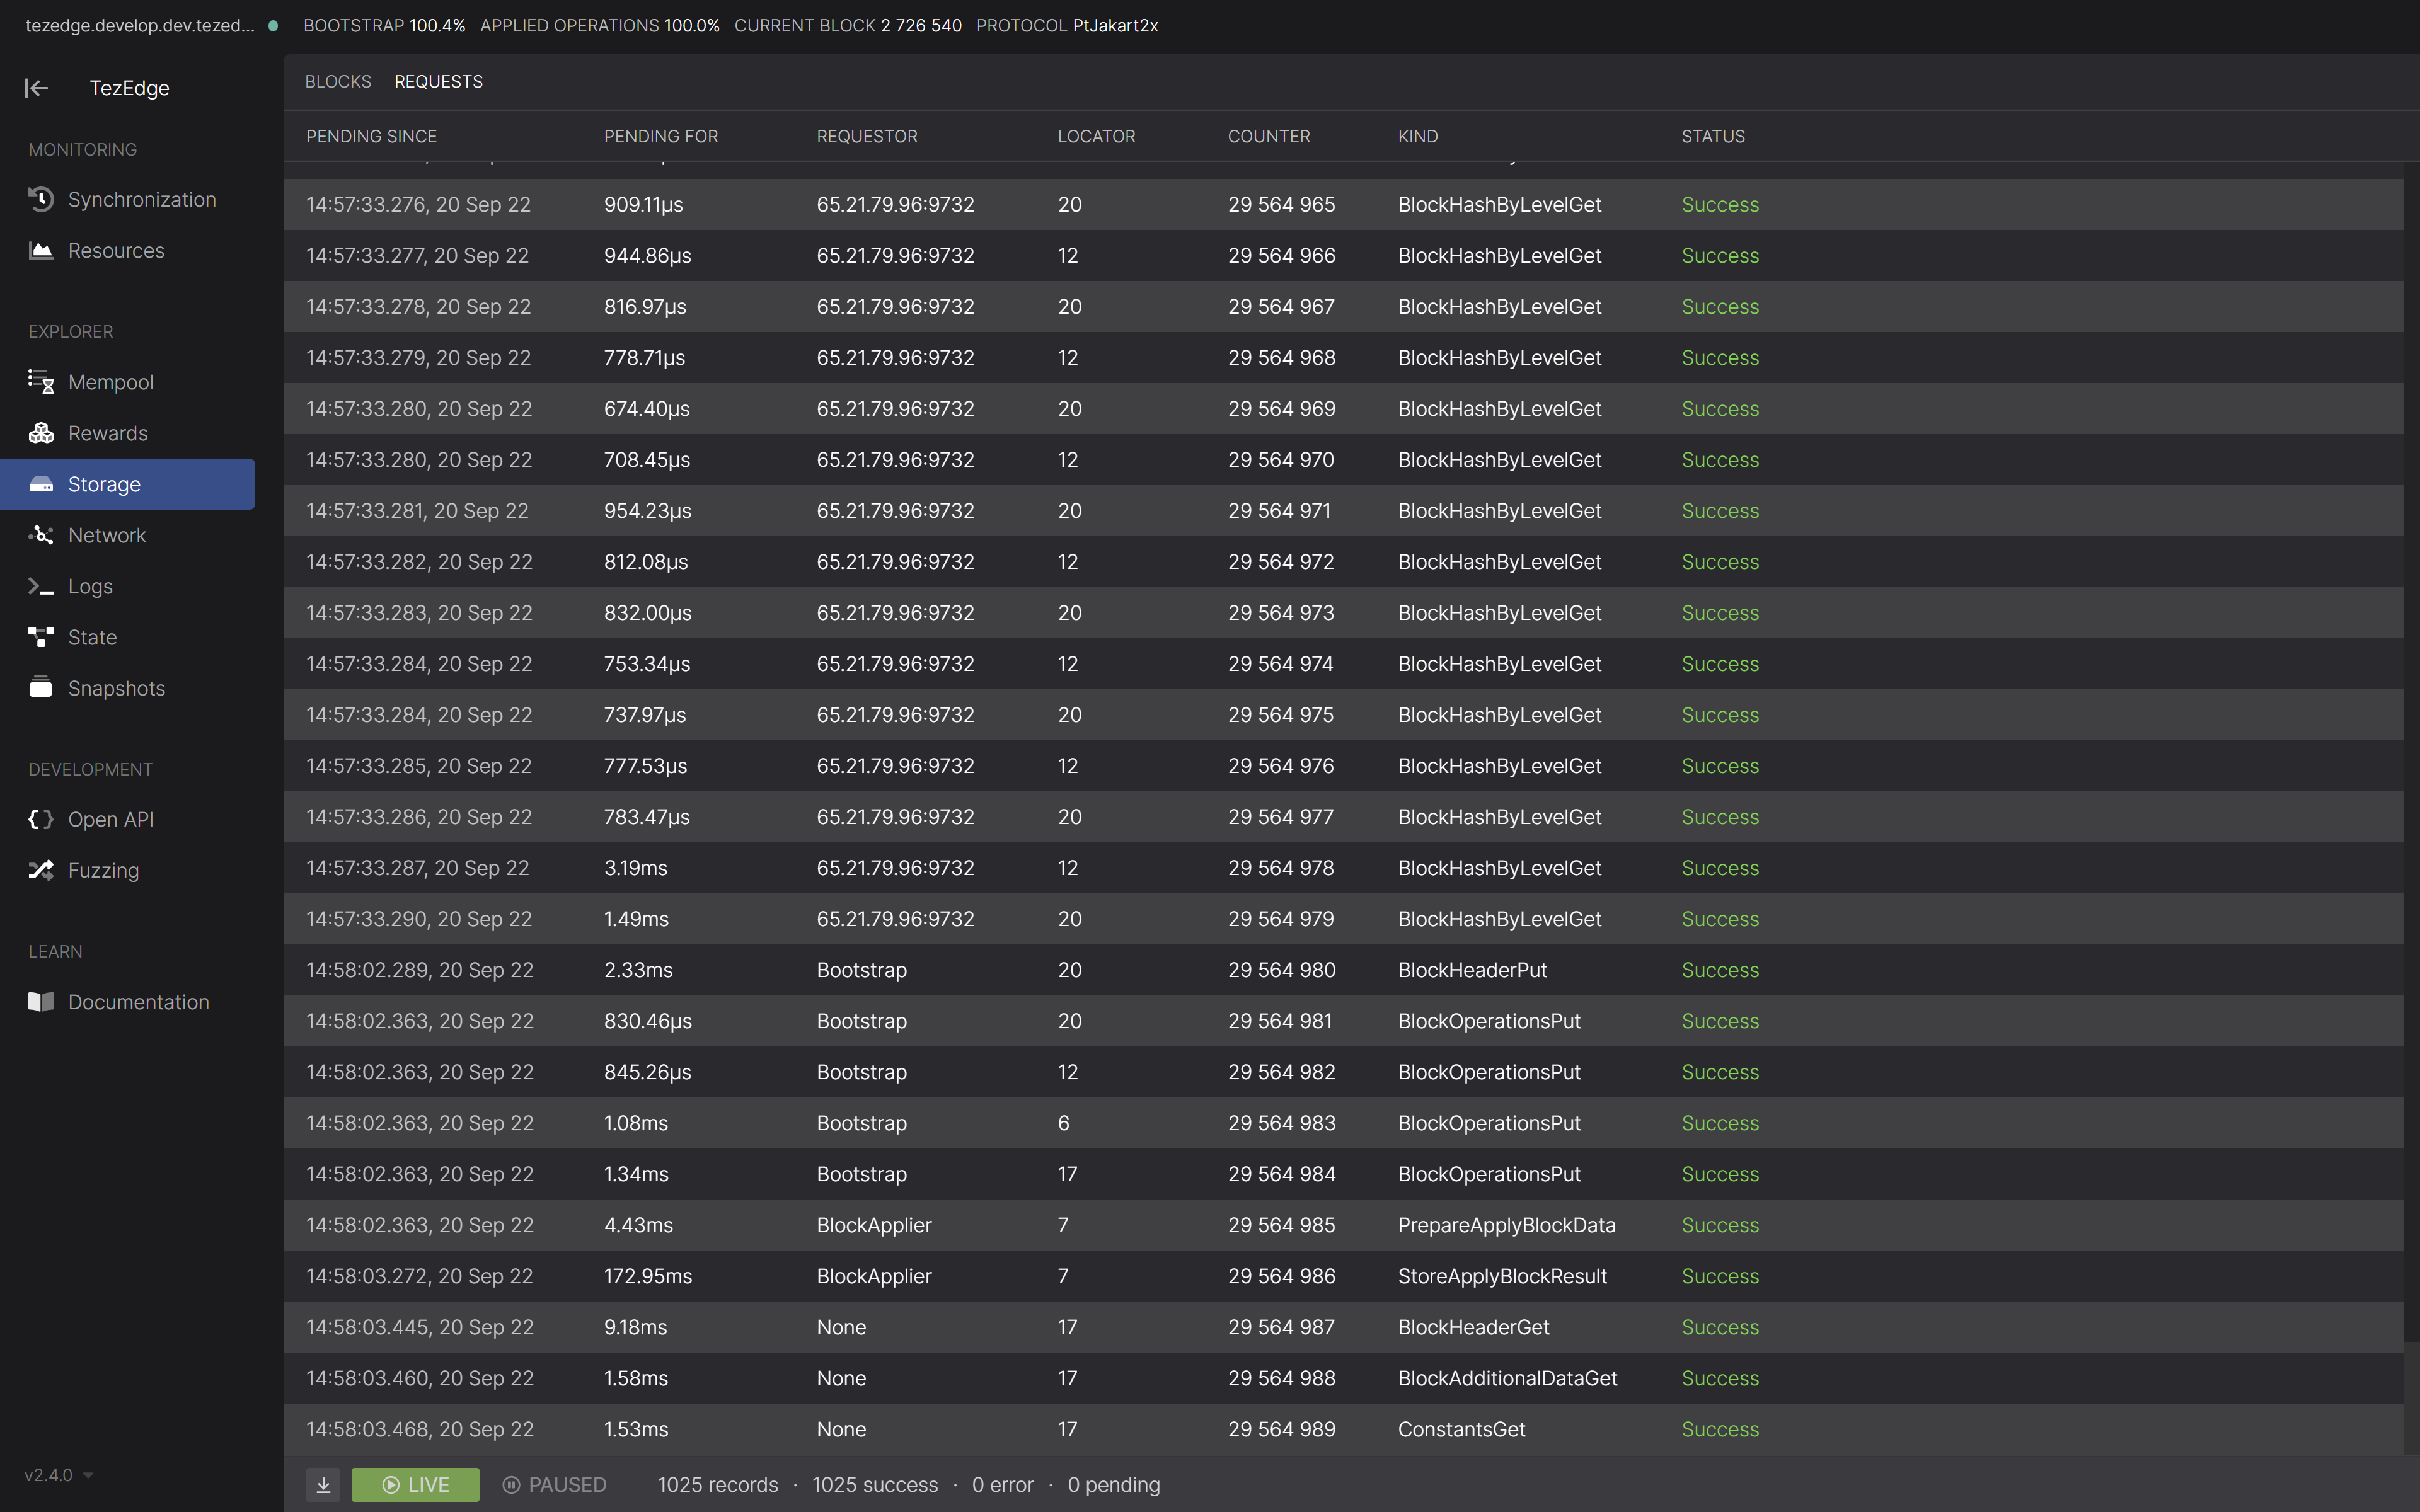 tezedge.develop.dev.tezed... BOOTSTRAP 100.4% APPLIED OPERATIONS 100.0% CURRENT BLOCK 2 726 540 PROTOCOL PtJakart2x
TezEdge
MONITORING
Synchronization
Resources
EXPLORER
Mempool
Rewards
Storage
Network
Logs
State
Snapshots
DEVELOPMENT
Open API
Fuzzing
LEARN
Documentation
v2.4.0
BLOCKS REQUESTS
PENDING SINCE PENDING FOR REQUESTOR LOCATOR COUNTER KIND STATUS
14:57:33.276, 20 Sep 22 909.11µs 65.21.79.96:9732 20 29 564 965 BlockHashByLevelGet Success
14:57:33.277, 20 Sep 22 944.86µs 65.21.79.96:9732 12 29 564 966 BlockHashByLevelGet Success
14:57:33.278, 20 Sep 22 816.97µs 65.21.79.96:9732 20 29 564 967 BlockHashByLevelGet Success
14:57:33.279, 20 Sep 22 778.71µs 65.21.79.96:9732 12 29 564 968 BlockHashByLevelGet Success
14:57:33.280, 20 Sep 22 674.40µs 65.21.79.96:9732 20 29 564 969 BlockHashByLevelGet Success
14:57:33.280, 20 Sep 22 708.45µs 65.21.79.96:9732 12 29 564 970 BlockHashByLevelGet Success
14:57:33.281, 20 Sep 22 954.23µs 65.21.79.96:9732 20 29 564 971 BlockHashByLevelGet Success
14:57:33.282, 20 Sep 22 812.08µs 65.21.79.96:9732 12 29 564 972 BlockHashByLevelGet Success
14:57:33.283, 20 Sep 22 832.00µs 65.21.79.96:9732 20 29 564 973 BlockHashByLevelGet Success
14:57:33.284, 20 Sep 22 753.34µs 65.21.79.96:9732 12 29 564 974 BlockHashByLevelGet Success
14:57:33.284, 20 Sep 22 737.97µs 65.21.79.96:9732 20 29 564 975 BlockHashByLevelGet Success
14:57:33.285, 20 Sep 22 777.53µs 65.21.79.96:9732 12 29 564 976 BlockHashByLevelGet Success
14:57:33.286, 20 Sep 22 783.47µs 65.21.79.96:9732 20 29 564 977 BlockHashByLevelGet Success
14:57:33.287, 20 Sep 22 3.19ms 65.21.79.96:9732 12 29 564 978 BlockHashByLevelGet Success
14:57:33.290, 20 Sep 22 1.49ms 65.21.79.96:9732 20 29 564 979 BlockHashByLevelGet Success
14:58:02.289, 20 Sep 22 2.33ms Bootstrap 20 29 564 980 BlockHeaderPut Success
14:58:02.363, 20 Sep 22 830.46µs Bootstrap 20 29 564 981 BlockOperationsPut Success
14:58:02.363, 20 Sep 22 845.26µs Bootstrap 12 29 564 982 BlockOperationsPut Success
14:58:02.363, 20 Sep 22 1.08ms Bootstrap 6 29 564 983 BlockOperationsPut Success
14:58:02.363, 20 Sep 22 1.34ms Bootstrap 17 29 564 984 BlockOperationsPut Success
14:58:02.363, 20 Sep 22 4.43ms BlockApplier 7 29 564 985 PrepareApplyBlockData Success
14:58:03.272, 20 Sep 22 172.95ms BlockApplier 7 29 564 986 StoreApplyBlockResult Success
14:58:03.445, 20 Sep 22 9.18ms None 17 29 564 987 BlockHeaderGet Success
14:58:03.460, 20 Sep 22 1.58ms None 17 29 564 988 BlockAdditionalDataGet Success
14:58:03.468, 20 Sep 22 1.53ms None 17 29 564 989 ConstantsGet Success
LIVE PAUSED 1025 records · 1025 success · 0 error · 0 pending